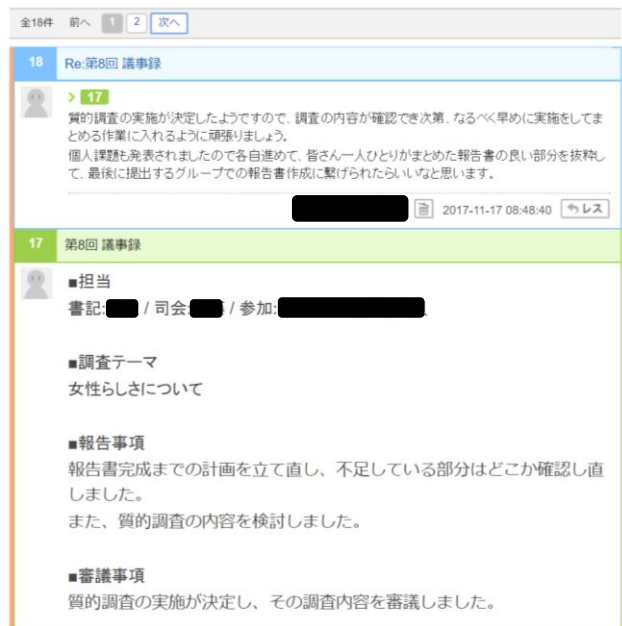 全18件 前へ 1 2 次へ
18 Re:第8回 議事録
> 17
質的調査の実施が決定したようですので、調査の内容が確認でき次第、なるべく早めに実施をしてま
とめる作業に入れるように頑張りましょう。
個人課題も発表されましたので各自進めて、皆さん一人ひとりがまとめた報告書の良い部分を抜粋し
て、最後に提出するグループでの報告書作成に繋げられたらいいなと思います。
2017-11-17 08:48:40 レス
17 第8回 議事録
■担当
書記: / 司会: / 参加:
■調査テーマ
女性らしさについて
■報告事項
報告書完成までの計画を立て直し、不足している部分はどこか確認し直
しました。
また、質的調査の内容を検討しました。
■審議事項
質的調査の実施が決定し、その調査内容を審議しました。